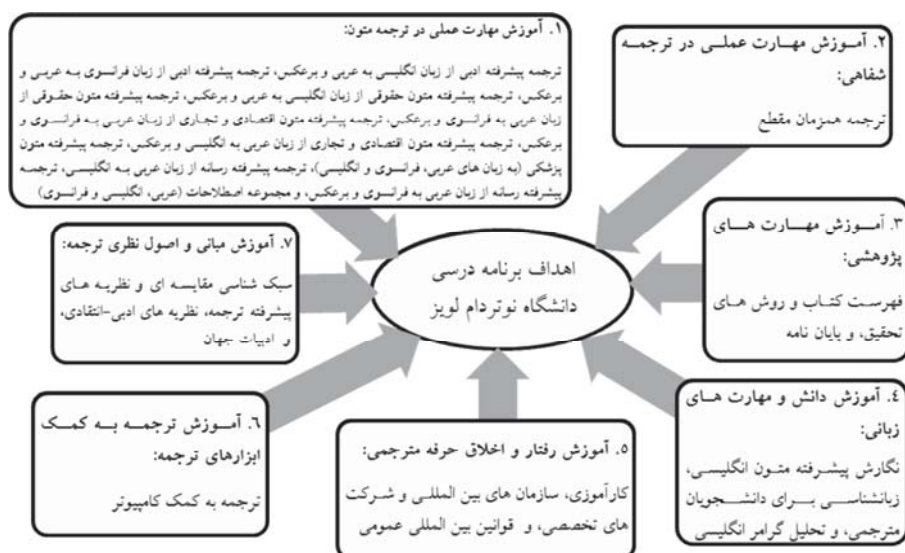 ۱. آموزش مهارت عملی در ترجمه متون:
ترجمه پیشرفته ادبی از زبان انگلیسی به عربی و برعکس، ترجمه پیشرفته ادبی از زبان فرانسوی به عربی و
برعکس، ترجمه پیشرفته متون حقوقی از زبان انگلیسی به عربی و برعکس، ترجمه پیشرفته متون حقوقی از
زبان عربی به فرانسوی و برعکس، ترجمه پیشرفته متون اقتصادی و تجاری از زبان عربی به فرانسوی و
برعکس، ترجمه پیشرفته متون اقتصادی و تجاری از زبان عربی به انگلیسی و برعکس، ترجمه پیشرفته متون
پزشکی (به زبان های عربی، فرانسوی و انگلیسی)، ترجمه پیشرفته رسانه از زبان عربی به انگلیسی، ترجمه
پیشرفته رسانه از زبان عربی به فرانسوی و برعکس، و مجموعه اصطلاحات (عربی، انگلیسی و فرانسوی)
۲. آموزش مهارت عملی در ترجمه
شفاهی:
ترجمه همزمان مقطع
۳. آموزش مهارت های
پژوهشی:
فهرست کتاب و روش های
تحقیق، و پایان نامه
۴. آموزش دانش و مهارت های
زبانی:
نگارش پیشرفته متون انگلیسی،
زبانشناسی برای دانشجویان
مترجمی، و تحلیل گرامر انگلیسی
۵. آموزش رفتار و اخلاق حرفه مترجمی:
کارآموزی، سازمان های بین المللی و شرکت
های تخصصی، و قوانین بین المللی عمومی
۶. آموزش ترجمه به کمک
ابزارهای ترجمه:
ترجمه به کمک کامپیوتر
۷. آموزش مبانی و اصول نظری ترجمه:
سبک شناسی مقایسه ای و نظریه های
پیشرفته ترجمه، نظریه های ادبی-انتقادی،
و ادبیات جهان
اهداف برنامه درسی
دانشگاه نوتردام لویز